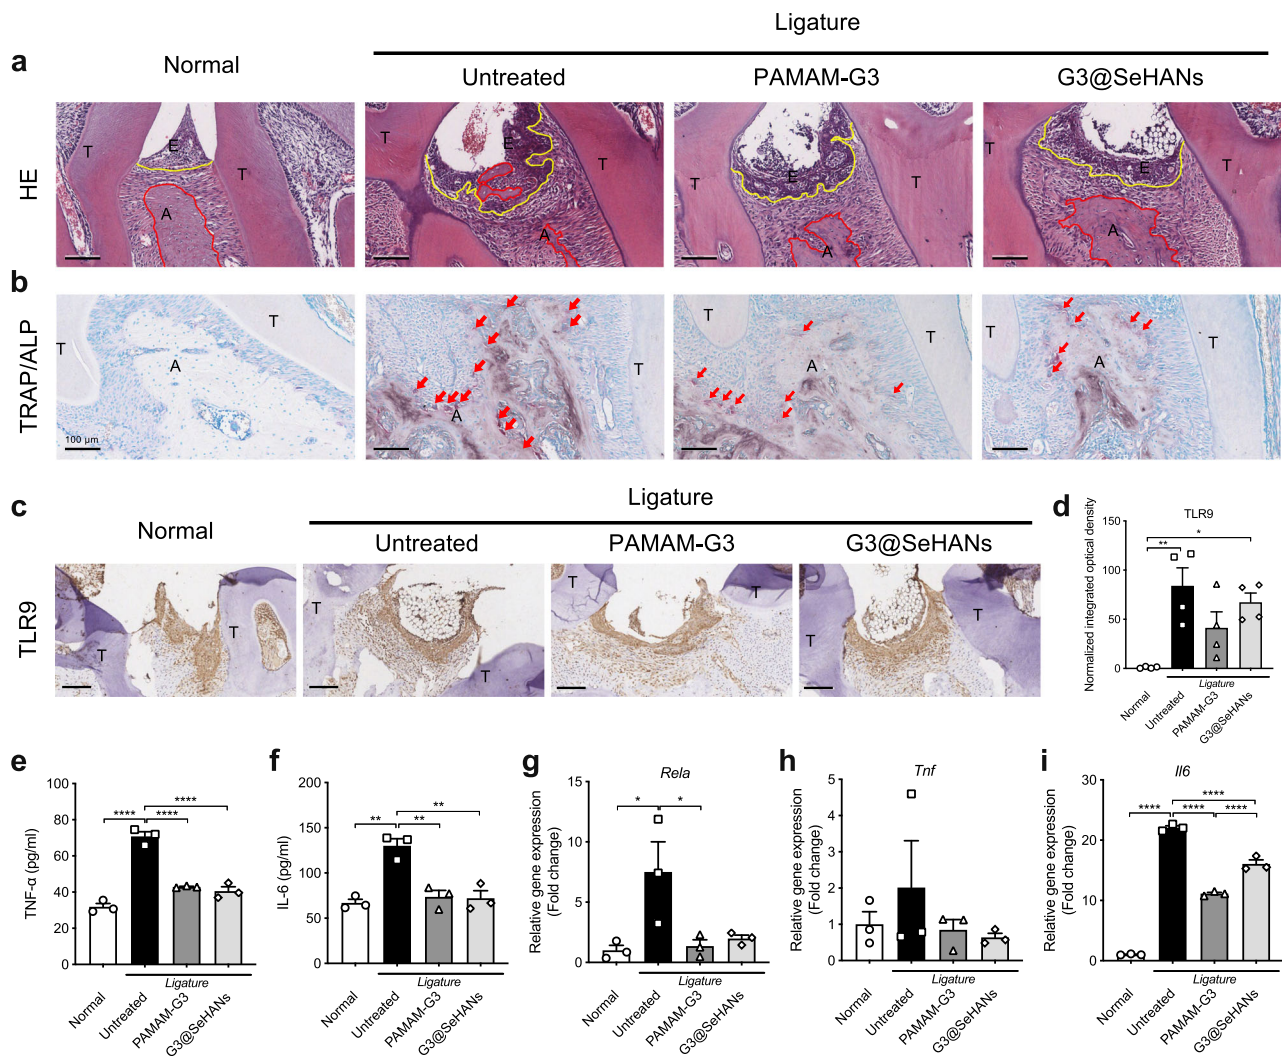 Ligature
a
Normal
Untreated
PAMAM-G3
G3@SeHANs
HE
T
E
T
A
E
T
A
T
E
T
A
T
E
T
A
b
TRAP/ALP
T
T
A
100 µm
T
A
T
T
A
T
T
A
c
Ligature
Normal
Untreated
PAMAM-G3
G3@SeHANs
TLR9
T
T
T
T
T
T
T
T
d
TLR9
Normalized integrated optical density
150
100
50
0
**
*
Normal
Untreated
PAMAM-G3
G3@SeHANs
Ligature
e
TNF-α (pg/ml)
100
80
60
40
20
0
****
****
****
Normal
Untreated
PAMAM-G3
G3@SeHANs
Ligature
f
IL-6 (pg/ml)
200
150
100
50
0
**
**
**
Normal
Untreated
PAMAM-G3
G3@SeHANs
Ligature
g
Rela
Relative gene expression
(Fold change)
15
10
5
0
*
*
Normal
Untreated
PAMAM-G3
G3@SeHANs
Ligature
h
Tnf
Relative gene expression
(Fold change)
5
4
3
2
1
0
Normal
Untreated
PAMAM-G3
G3@SeHANs
Ligature
i
Il6
Relative gene expression
(Fold change)
30
20
10
0
****
****
****
****
Normal
Untreated
PAMAM-G3
G3@SeHANs
Ligature